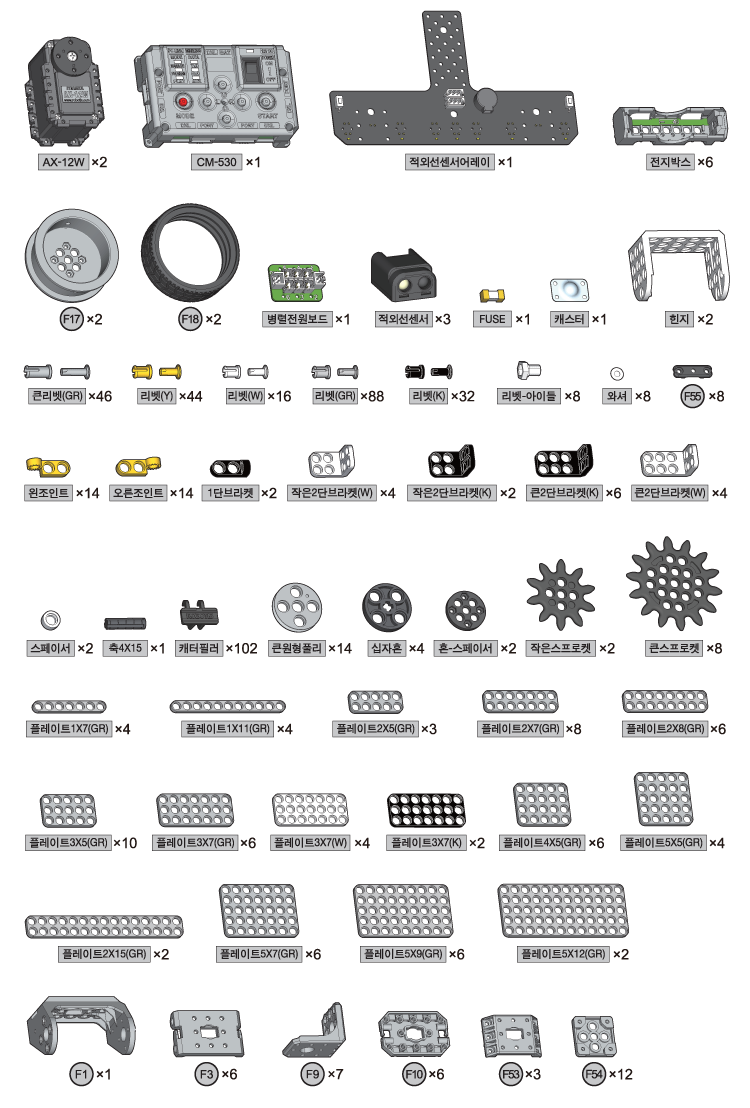 AX-12W ×2 CM-530 ×1 적외선센서어레이 ×1 전지박스 ×6
MODE START
ON
OFF
F17 ×2 F18 ×2 병렬전원보드 ×1 적외선센서 ×3 FUSE ×1 캐스터 ×1 힌지 ×2
큰리벳(GR) ×46 리벳(Y) ×44 리벳(W) ×16 리벳(GR) ×88 리벳(K) ×32 리벳-아이들 ×8 와셔 ×8 F55 ×8
왼조인트 ×14 오른조인트 ×14 1단브라켓 ×2 작은2단브라켓(W) ×4 작은2단브라켓(K) ×2 큰2단브라켓(K) ×6 큰2단브라켓(W) ×4
스페이서 ×2 축4X15 ×1 캐터필러 ×102 큰원형풀리 ×14 십자혼 ×4 혼-스페이서 ×2 작은스프로켓 ×2 큰스프로켓 ×8
플레이트1X7(GR) ×4 플레이트1X11(GR) ×4 플레이트2X5(GR) ×3 플레이트2X7(GR) ×8 플레이트2X8(GR) ×6
플레이트3X5(GR) ×10 플레이트3X7(GR) ×6 플레이트3X7(W) ×4 플레이트3X7(K) ×2 플레이트4X5(GR) ×6 플레이트5X5(GR) ×4
플레이트2X15(GR) ×2 플레이트5X7(GR) ×6 플레이트5X9(GR) ×6 플레이트5X12(GR) ×2
F1 ×1 F3 ×6 F9 ×7 F10 ×6 F53 ×3 F54 ×12